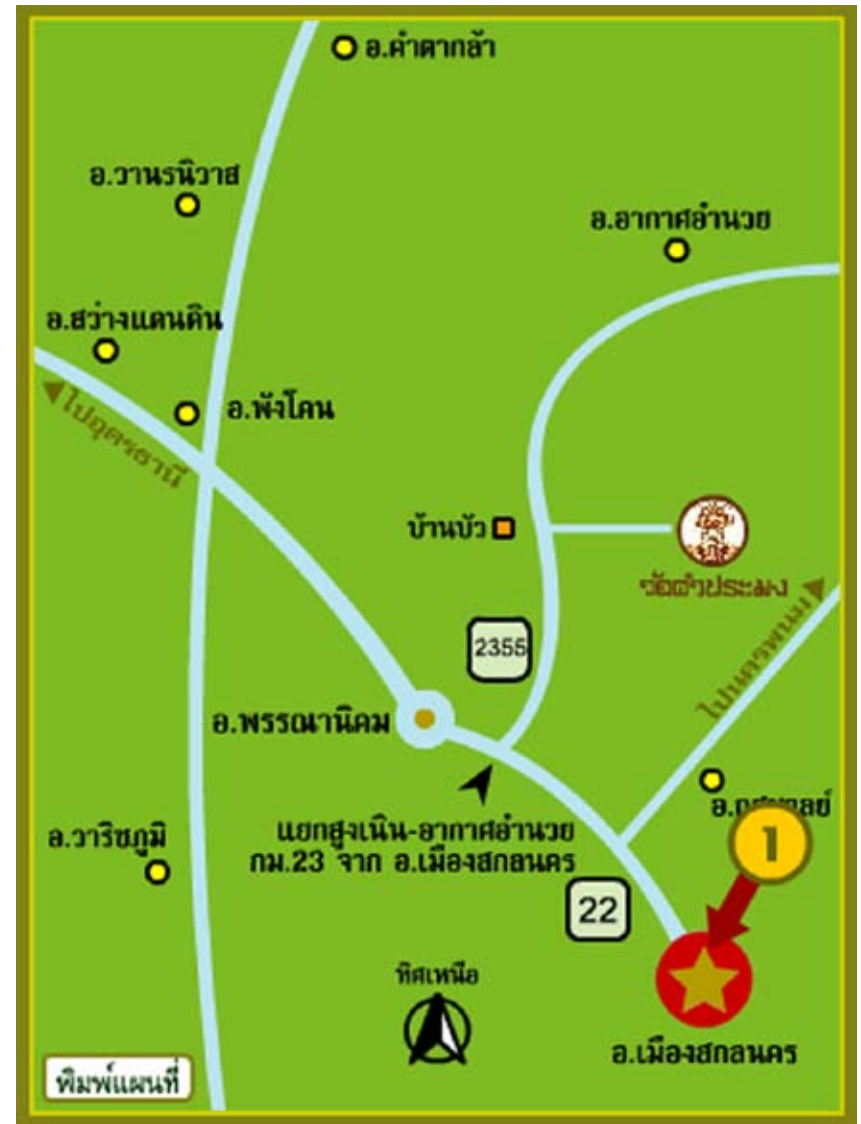 อ.คำตากล้า
อ.วานรนิวาส
อ.อากาศอำนวย
อ.สว่างแดนดิน
อ.พังโคน
ไปอุดรธานี
บ้านบัว
วัดคำประมง
2355
ไปนครพนม
อ.พรรณานิคม
แยกสูงเนิน-อากาศอำนวย
กม.23 จาก อ.เมืองสกลนคร
อ.วาริชภูมิ
1
22
ทิศเหนือ
อ.เมืองสกลนคร
พิมพ์แผนที่